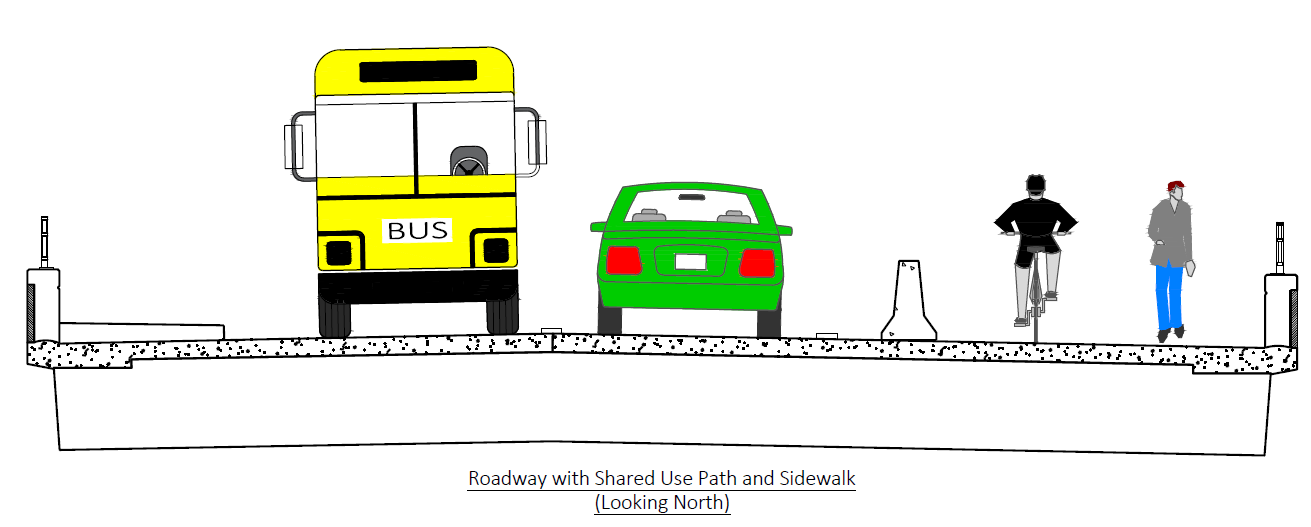 BUS
Roadway with Shared Use Path and Sidewalk
(Looking North)